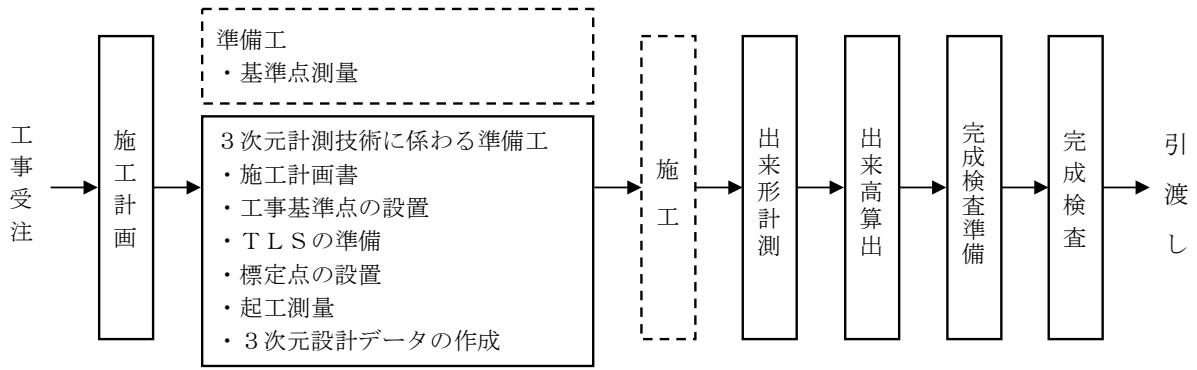 工事受注
施工計画
準備工
・基準点測量
３次元計測技術に係わる準備工
・施工計画書
・工事基準点の設置
・ＴＬＳの準備
・標定点の設置
・起工測量
・３次元設計データの作成
施工
出来形計測
出来高算出
完成検査準備
完成検査
引渡し